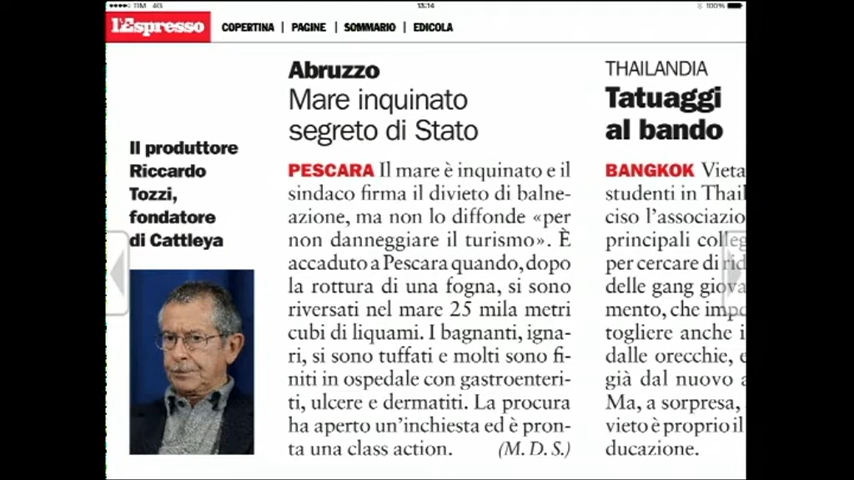 TIM 4G 13:14 100%
L'Espresso COPERTINA | PAGINE | SOMMARIO | EDICOLA
Il produttore
Riccardo
Tozzi,
fondatore
di Cattleya
Abruzzo
Mare inquinato
segreto di Stato
PESCARA Il mare è inquinato e il
sindaco firma il divieto di balne-
azione, ma non lo diffonde «per
non danneggiare il turismo». È
accaduto a Pescara quando, dopo
la rottura di una fogna, si sono
riversati nel mare 25 mila metri
cubi di liquami. I bagnanti, igna-
ri, si sono tuffati e molti sono fi-
niti in ospedale con gastroenteri-
ti, ulcere e dermatiti. La procura
ha aperto un'inchiesta ed è pron-
ta una class action. (M. D. S.)
THAILANDIA
Tatuaggi
al bando
BANGKOK Vieta
studenti in Thail
ciso l'associazio
principali colleg
per cercare di rid
delle gang giova
mento, che impo
togliere anche i
dalle orecchie, e
già dal nuovo a
Ma, a sorpresa,
vieto è proprio il
ducazione.